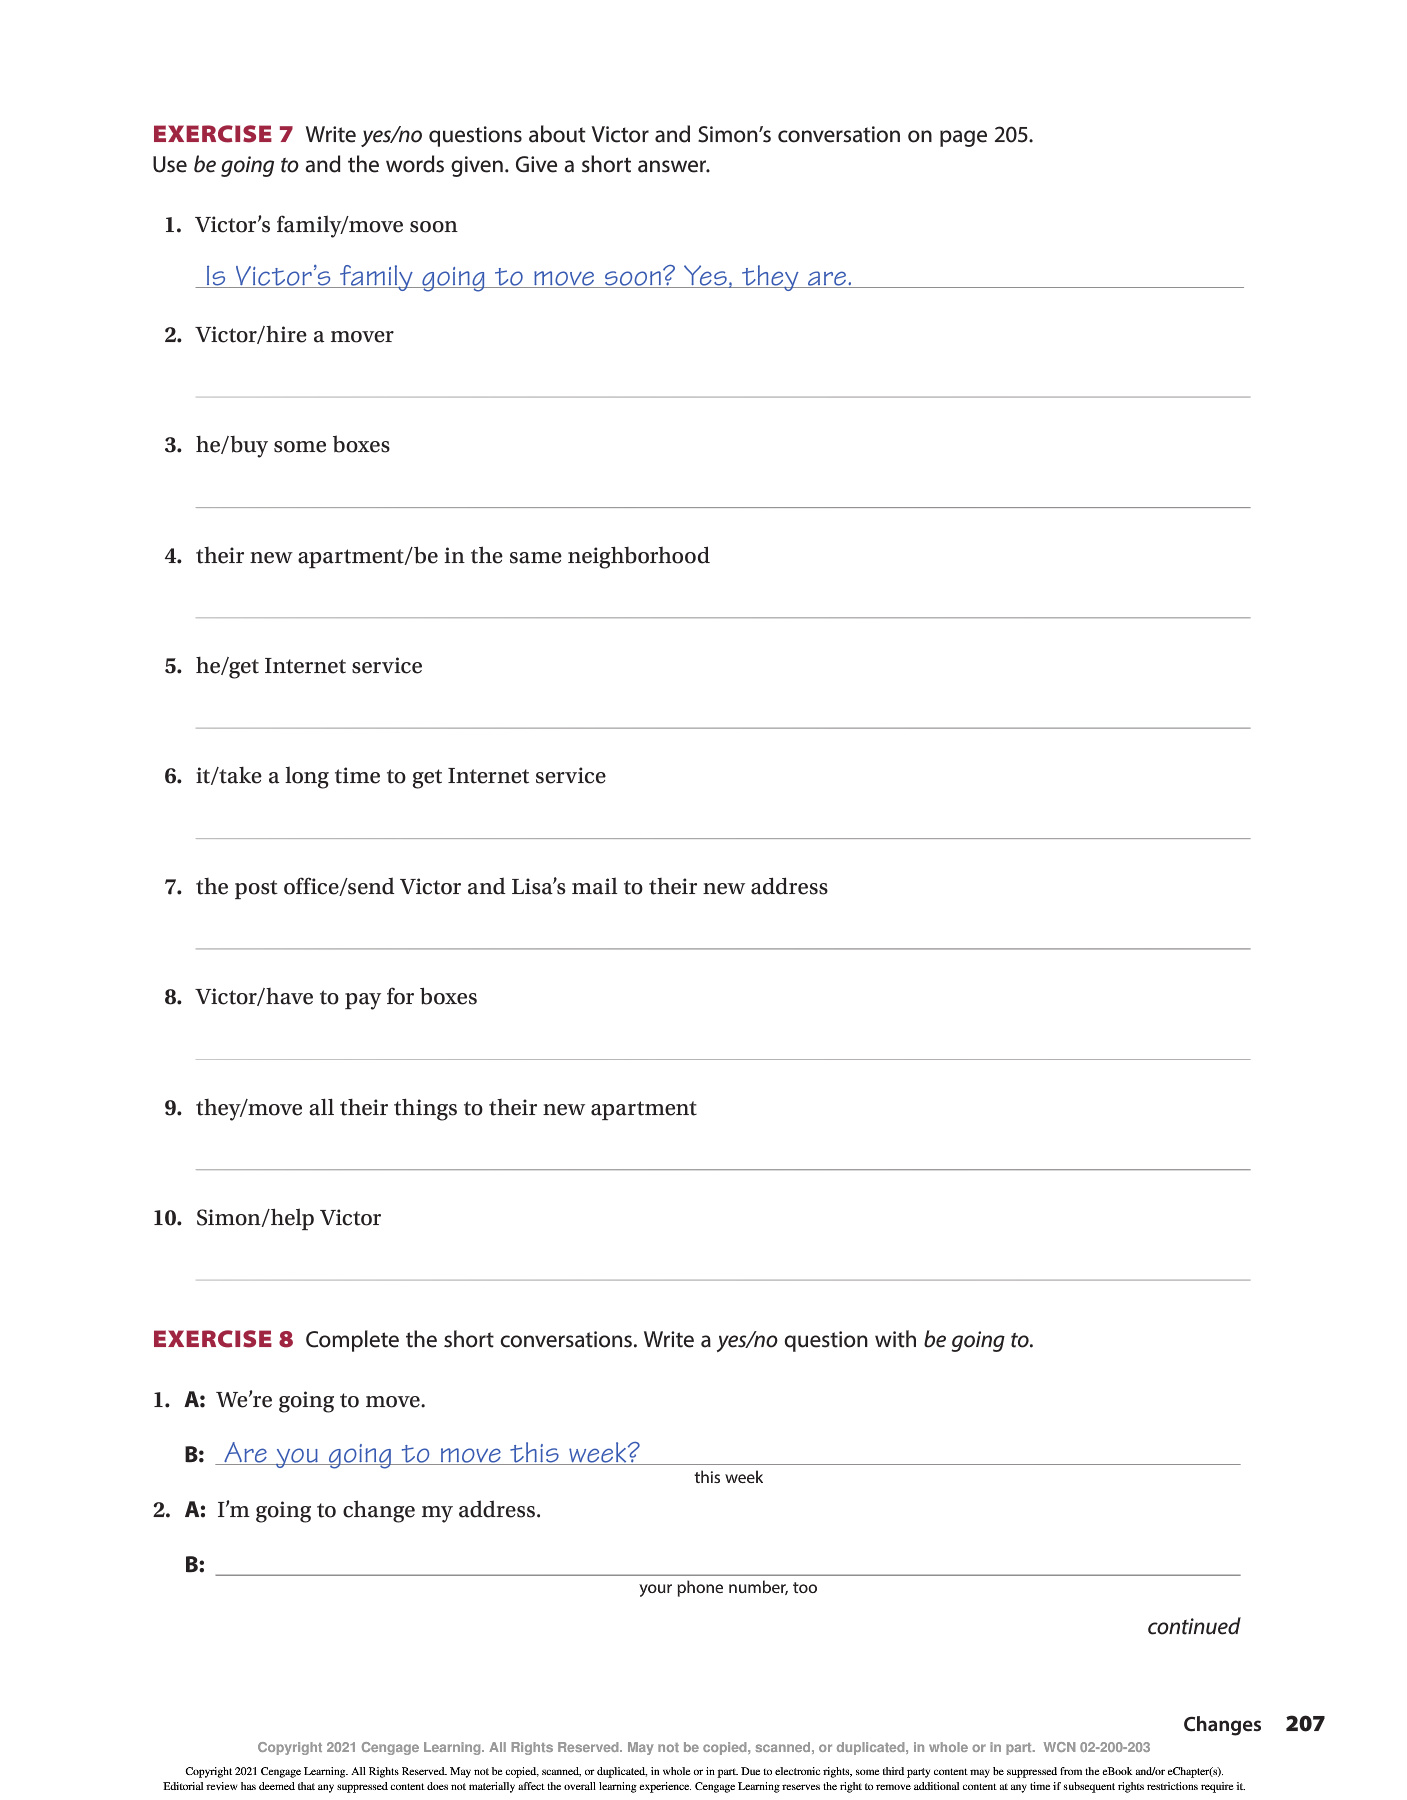 EXERCISE 7 Write yes/no questions about Victor and Simon’s conversation on page 205.
Use be going to and the words given. Give a short answer.
1. Victor’s family/move soon
Is Victor’s family going to move soon? Yes, they are.
2. Victor/hire a mover
3. he/buy some boxes
4. their new apartment/be in the same neighborhood
5. he/get Internet service
6. it/take a long time to get Internet service
7. the post office/send Victor and Lisa’s mail to their new address
8. Victor/have to pay for boxes
9. they/move all their things to their new apartment
10. Simon/help Victor
EXERCISE 8 Complete the short conversations. Write a yes/no question with be going to.
1. A: We’re going to move.
B: Are you going to move this week?
this week
2. A: I’m going to change my address.
B:
your phone number, too
continued
Changes 207
Copyright 2021 Cengage Learning. All Rights Reserved. May not be copied, scanned, or duplicated, in whole or in part. WCN 02-200-203
Copyright 2021 Cengage Learning. All Rights Reserved. May not be copied, scanned, or duplicated, in whole or in part. Due to electronic rights, some third party content may be suppressed from the eBook and/or eChapter(s).
Editorial review has deemed that any suppressed content does not materially affect the overall learning experience. Cengage Learning reserves the right to remove additional content at any time if subsequent rights restrictions require it.